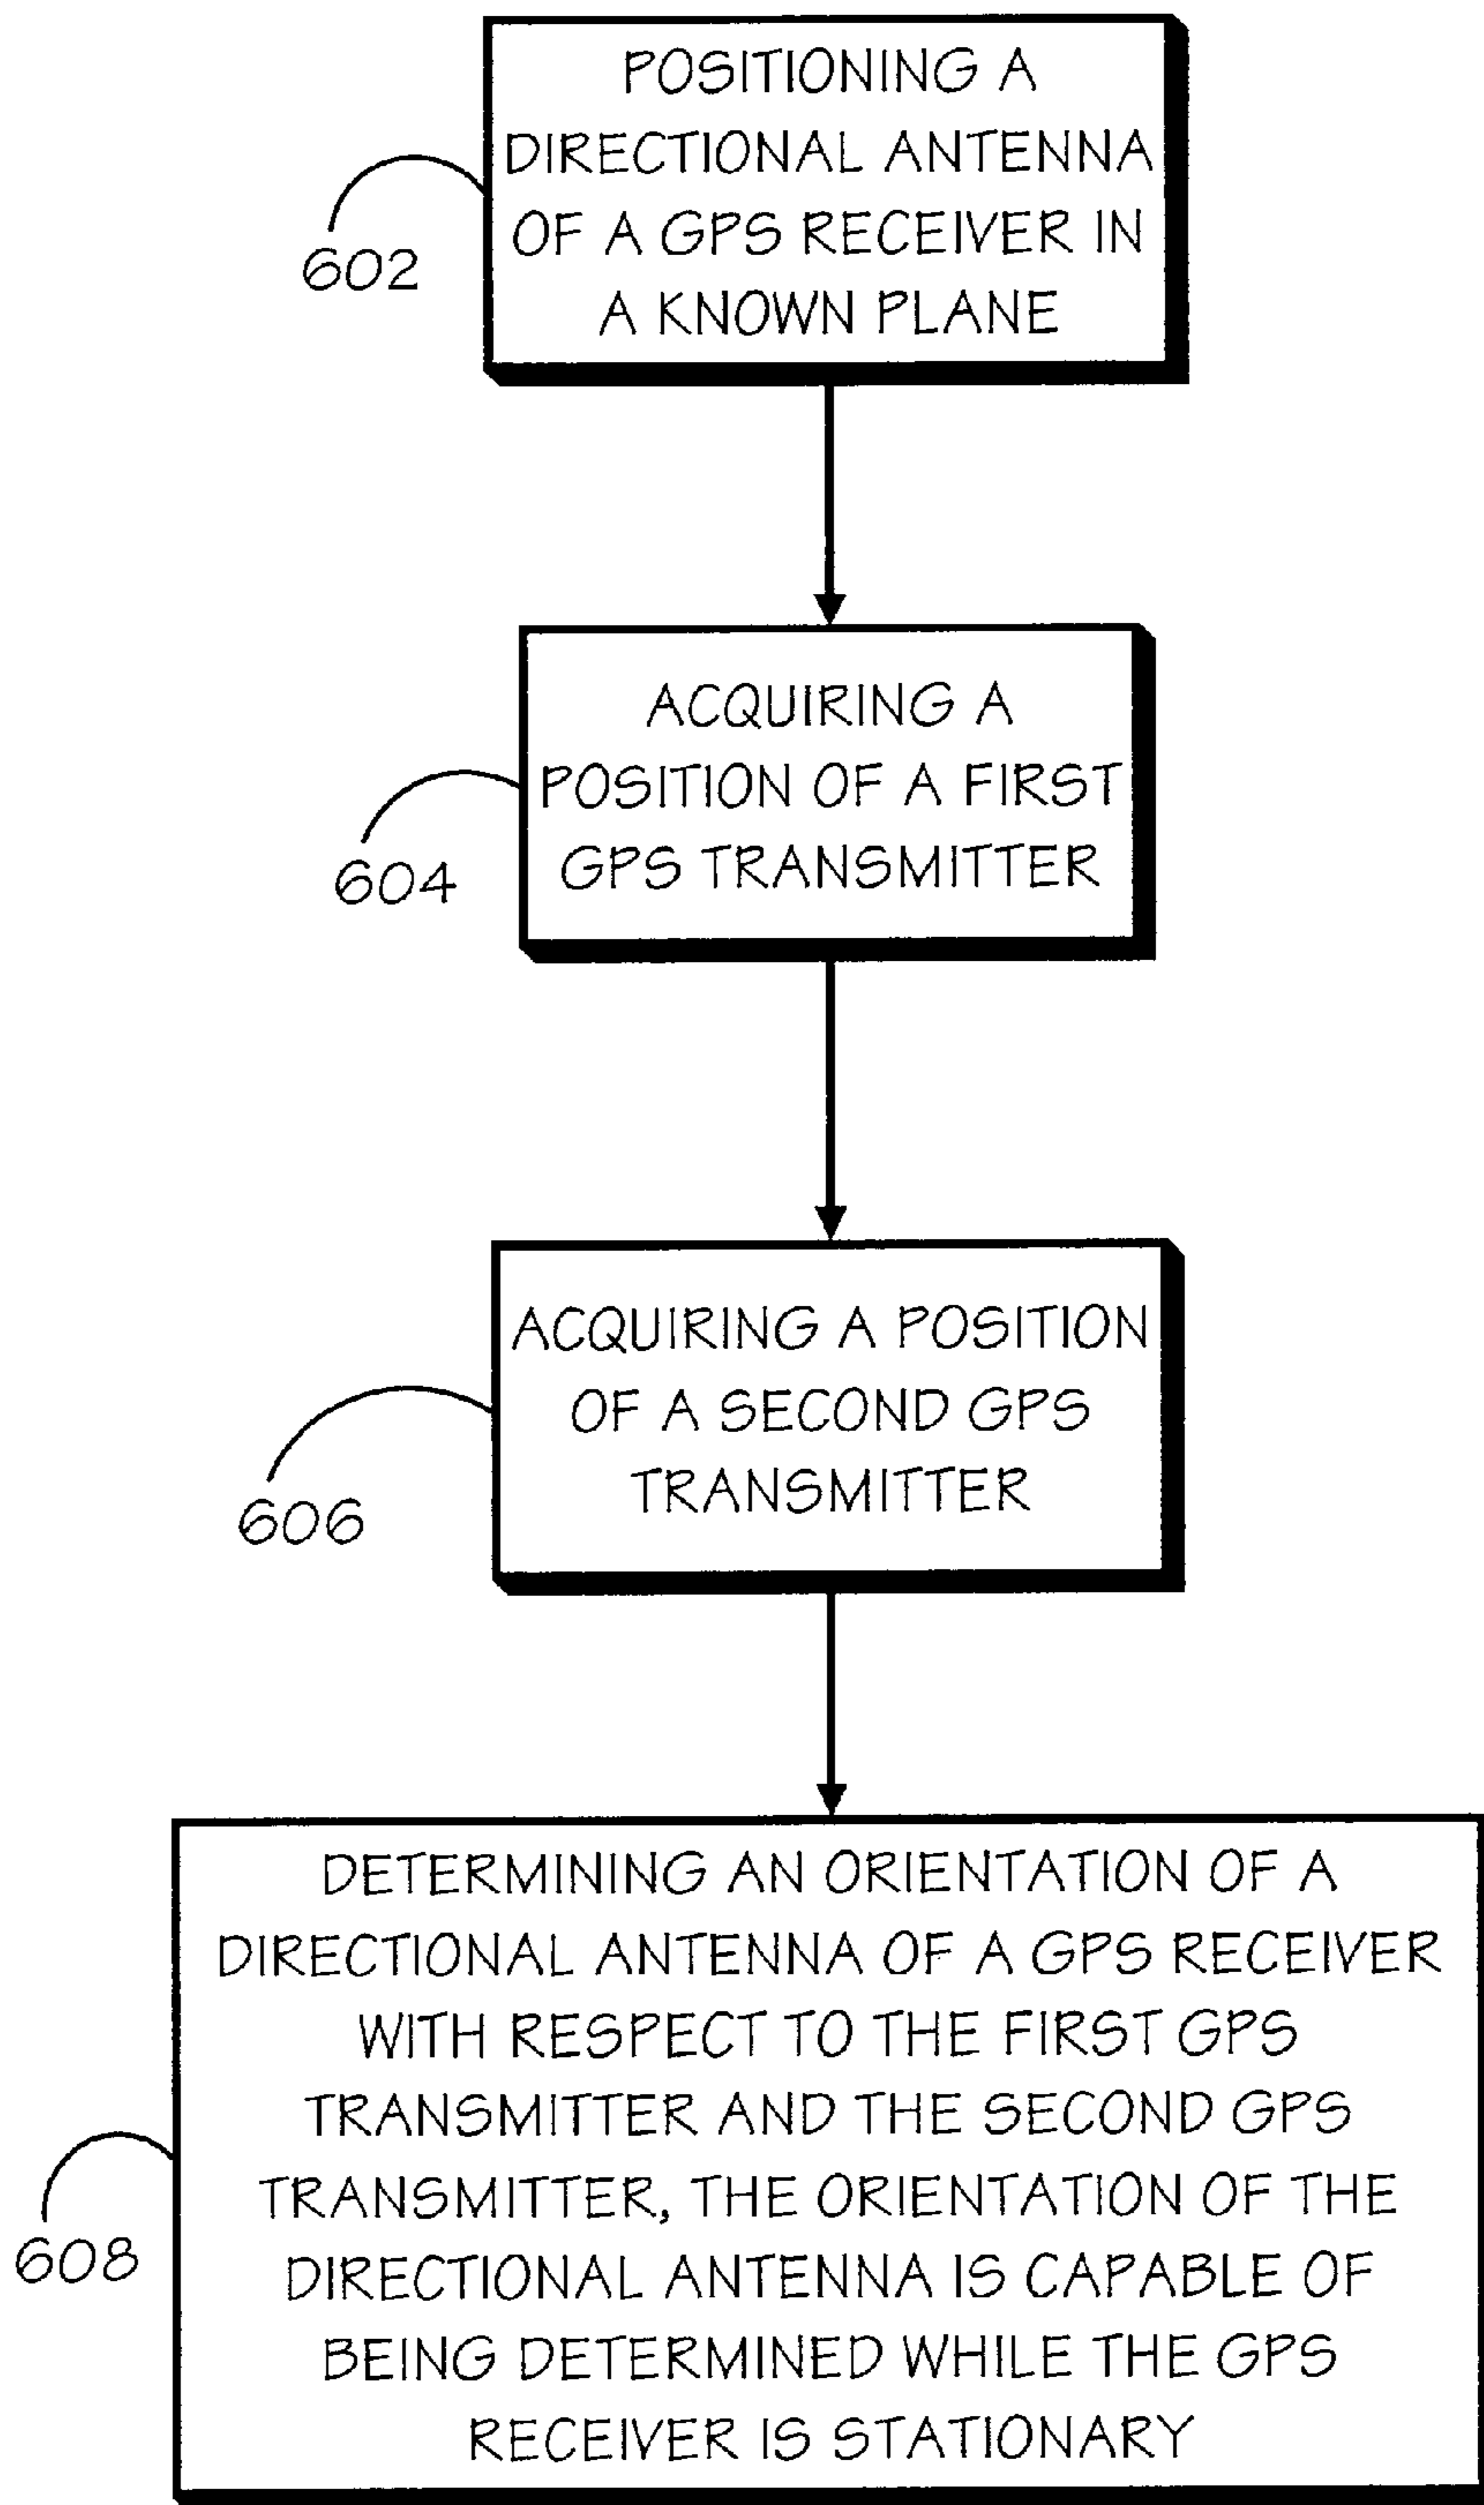 POSITIONING A
DIRECTIONAL ANTENNA
OF A GPS RECEIVER IN
A KNOWN PLANE
602
ACQUIRING A
POSITION OF A FIRST
GPS TRANSMITTER
604
ACQUIRING A POSITION
OF A SECOND GPS
TRANSMITTER
606
DETERMINING AN ORIENTATION OF A
DIRECTIONAL ANTENNA OF A GPS RECEIVER
WITH RESPECT TO THE FIRST GPS
TRANSMITTER AND THE SECOND GPS
TRANSMITTER, THE ORIENTATION OF THE
DIRECTIONAL ANTENNA IS CAPABLE OF
BEING DETERMINED WHILE THE GPS
RECEIVER IS STATIONARY
608